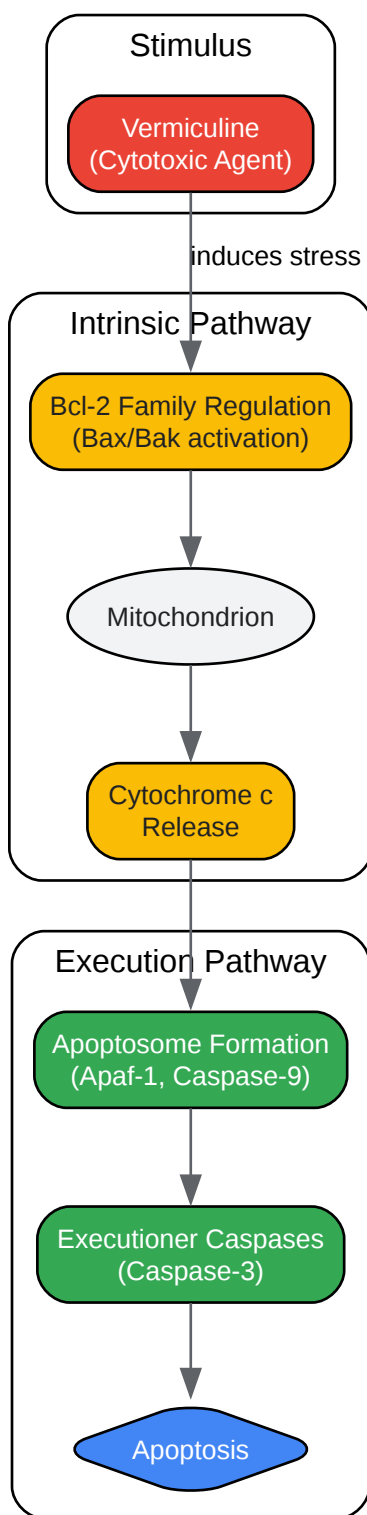 Stimulus
Vermiculine
(Cytotoxic Agent)
induces stress
Intrinsic Pathway
Bcl-2 Family Regulation
(Bax/Bak activation)
Mitochondrion
Cytochrome c
Release
Execution Pathway
Apoptosome Formation
(Apaf-1, Caspase-9)
Executioner Caspases
(Caspase-3)
Apoptosis